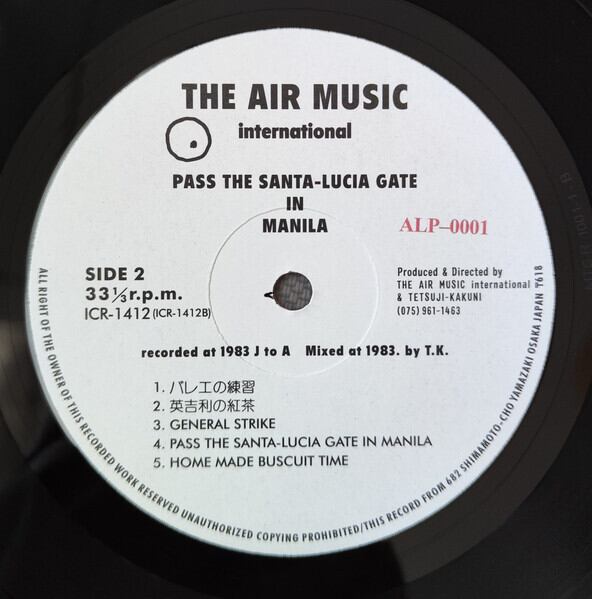 THE AIR MUSIC
international
PASS THE SANTA-LUCIA GATE
IN
MANILA
ALP-0001
SIDE 2
33⅓ r.p.m.
ICR-1412 (ICR-1412B)
Produced & Directed by
THE AIR MUSIC international
& TETSUJI-KAKUNI
(075) 961-1463
recorded at 1983 J to A Mixed at 1983. by T.K.
1. バレエの練習
2. 英吉利の紅茶
3. GENERAL STRIKE
4. PASS THE SANTA-LUCIA GATE IN MANILA
5. HOME MADE BUSCUIT TIME
ALL RIGHT OF THE OWNER OF THIS RECORDED WORK RESERVED UNAUTHORIZED COPYING PROHIBITED/THIS RECORD FROM 682 SHIMAMOTO-CHO YAMAZAKI OSAKA JAPAN 〒618